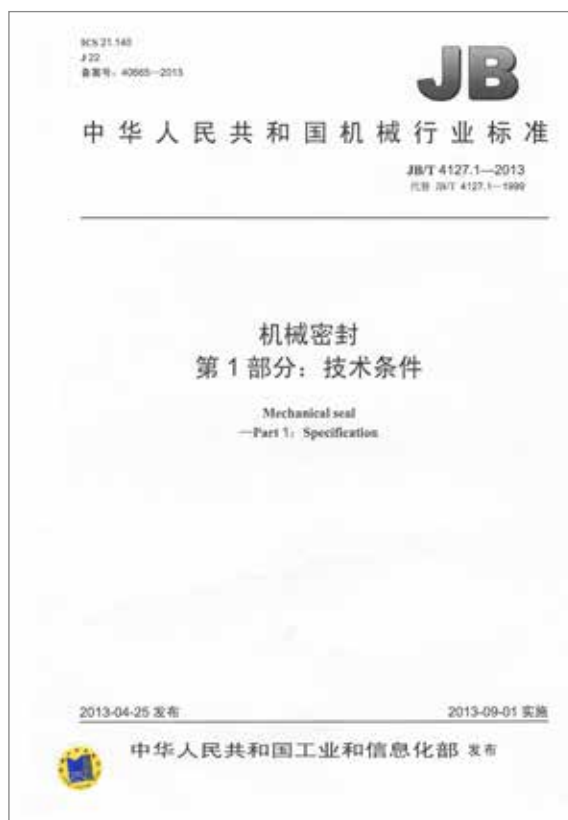 ICS 21.140
J 22
备案号：40665—2013
JB
中华人民共和国机械行业标准
JB/T 4127.1—2013
代替 JB/T 4127.1—1999
机械密封
第 1 部分：技术条件
Mechanical seal
—Part 1：Specification
2013-04-25 发布
2013-09-01 实施
中华人民共和国工业和信息化部 发布